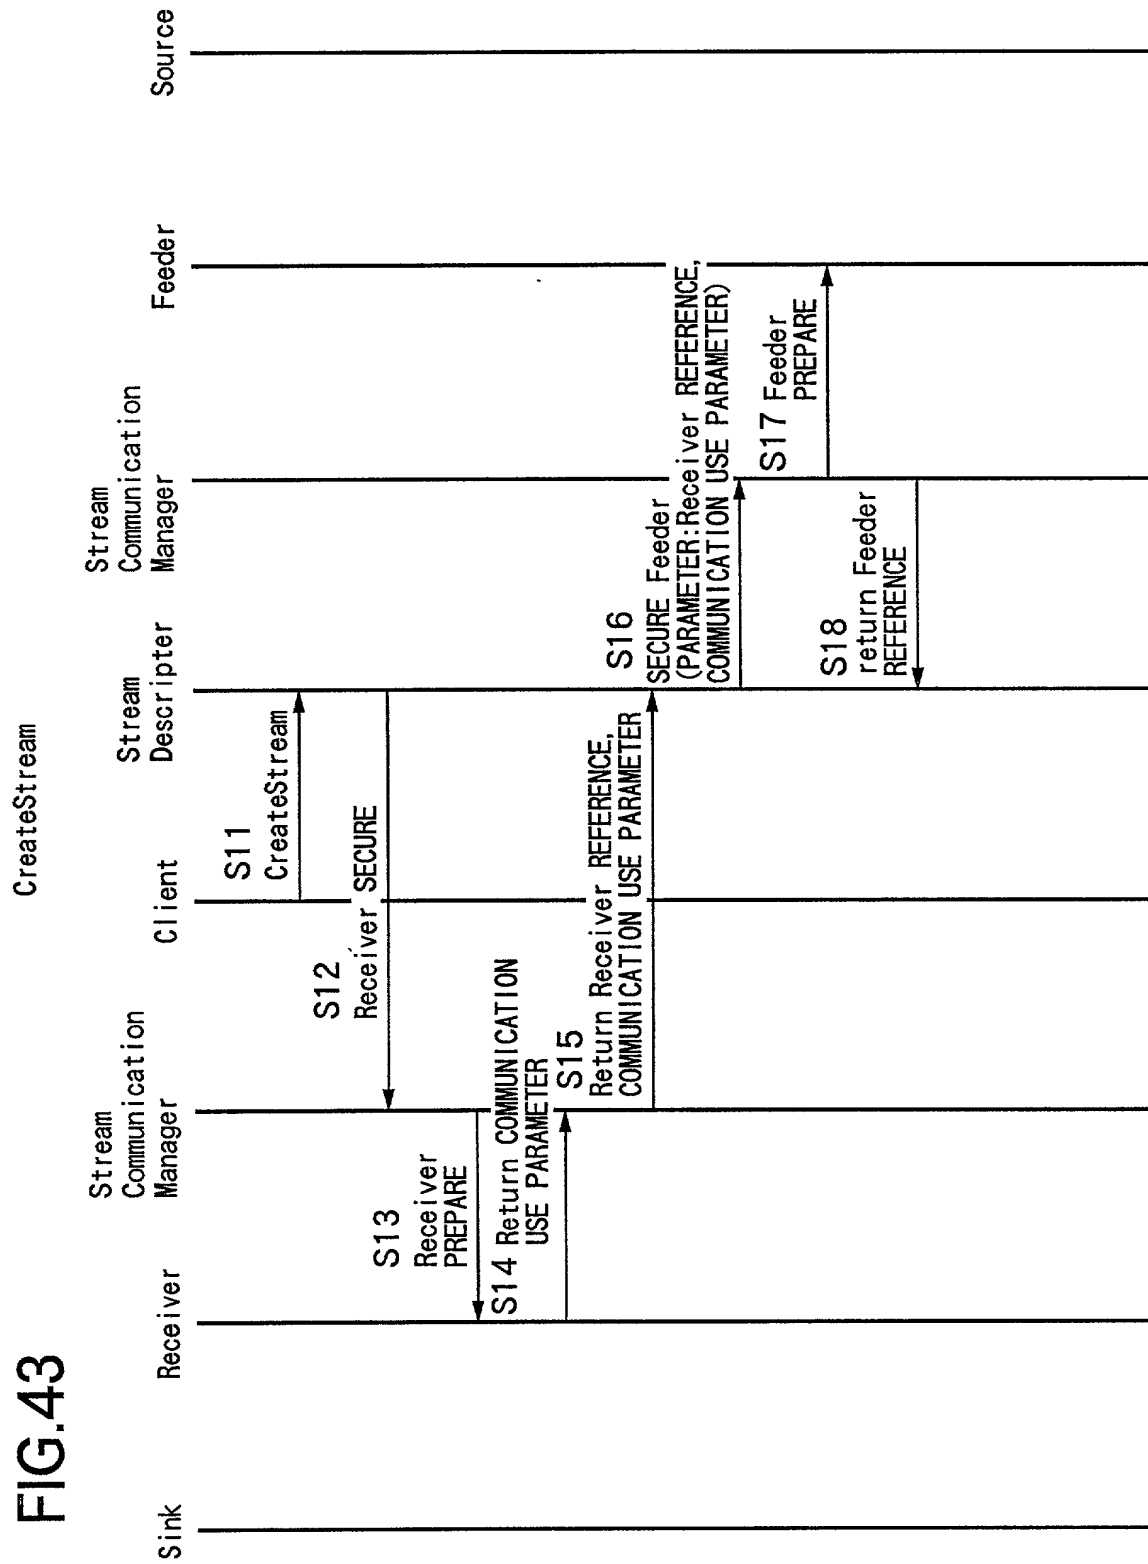 FIG.43
CreateStream
Sink
Receiver
Stream
Communication
Manager
Client
Stream
Descripter
Stream
Communication
Manager
Feeder
Source
S11
CreateStream
S12
Receiver SECURE
S13
Receiver
PREPARE
S14 Return COMMUNICATION
USE PARAMETER
S15
Return Receiver REFERENCE,
COMMUNICATION USE PARAMETER
S16
SECURE Feeder
(PARAMETER:Receiver REFERENCE,
COMMUNICATION USE PARAMETER)
S17 Feeder
PREPARE
S18
return Feeder
REFERENCE